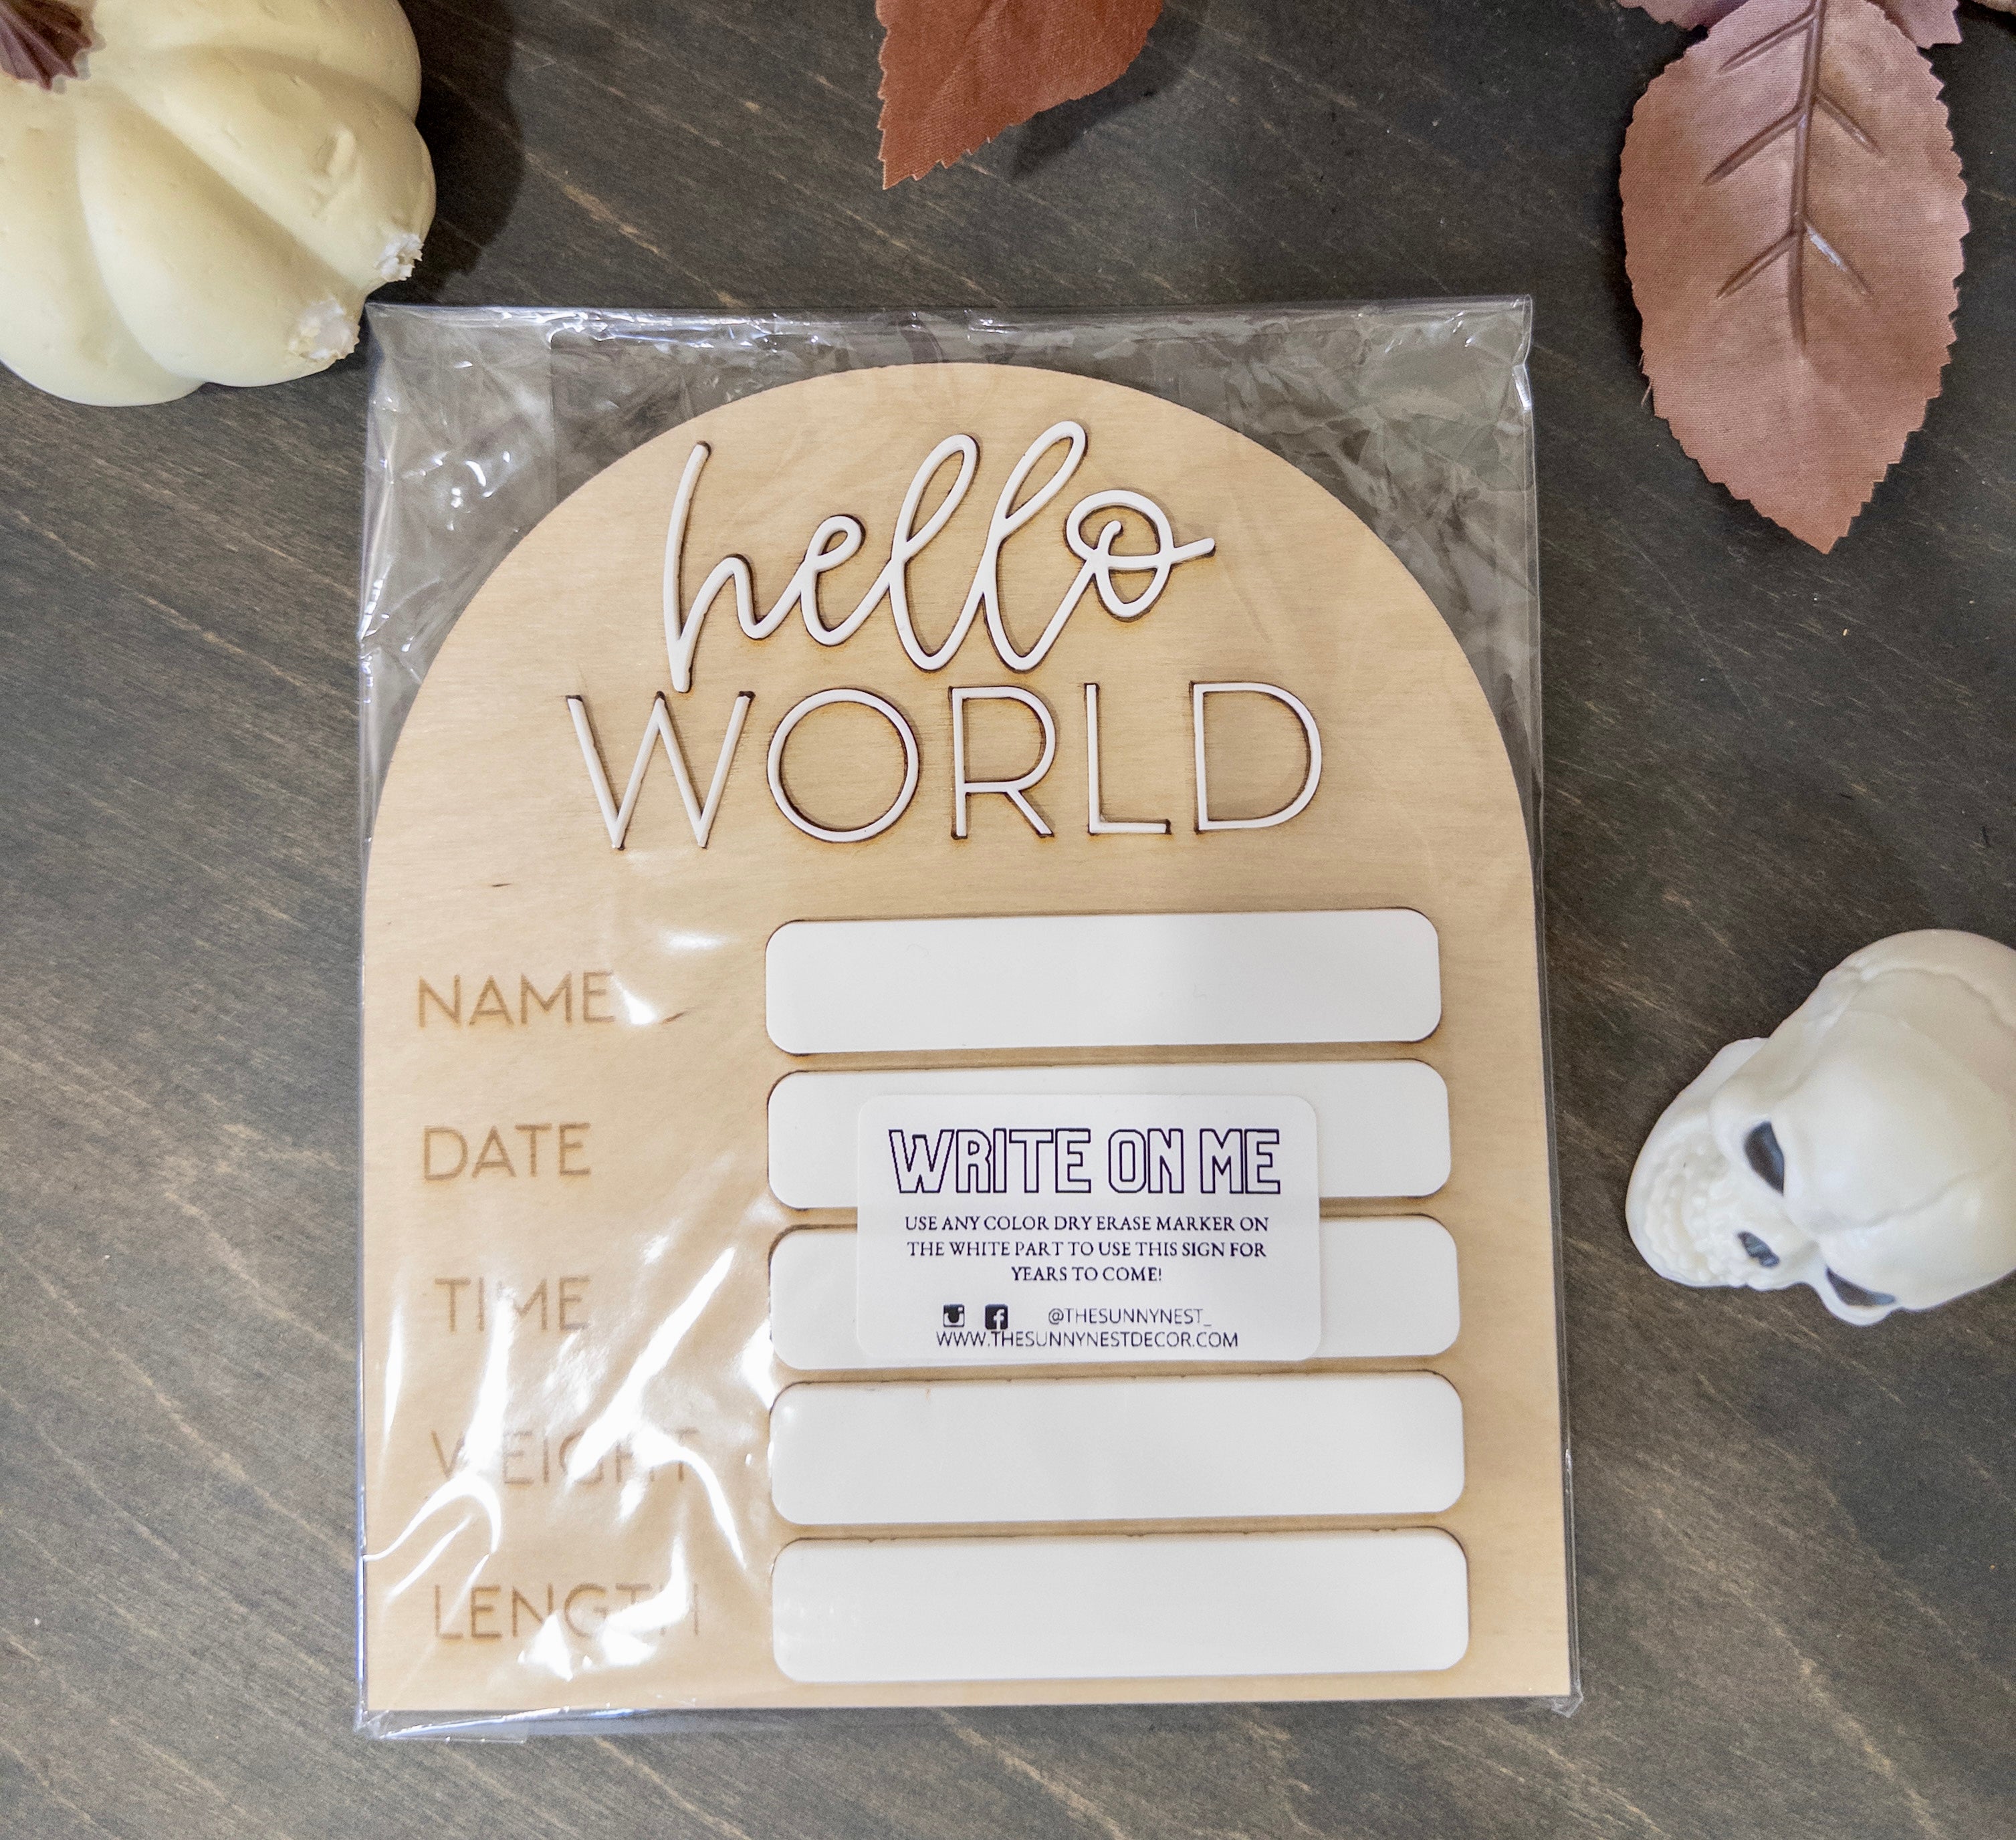 hello
WORLD
NAME
DATE
WRITE ON ME
USE ANY COLOR DRY ERASE MARKER ON
THE WHITE PART TO USE THIS SIGN FOR
YEARS TO COME!
TIME
@THESUNNYNEST_
WWW.THESUNNYNESTDECOR.COM
WEIGHT
LENGTH